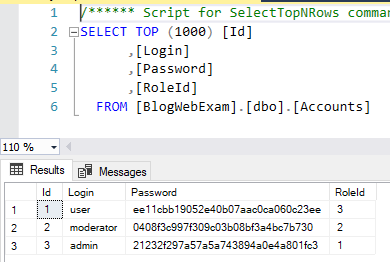 1 /****** Script for SelectTopNRows comman
2 SELECT TOP (1000) [Id]
3 ,[Login]
4 ,[Password]
5 ,[RoleId]
6 FROM [BlogWebExam].[dbo].[Accounts]
110 %
Results Messages
Id Login Password RoleId
1 1 user ee11cbb19052e40b07aac0ca060c23ee 3
2 2 moderator 0408f3c997f309c03b08bf3a4bc7b730 2
3 3 admin 21232f297a57a5a743894a0e4a801fc3 1